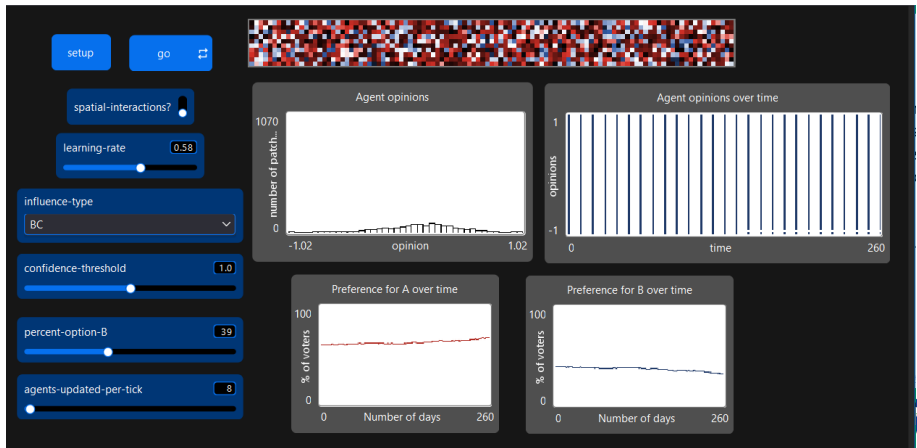 setup
go
spatial-interactions?
learning-rate 0.58
influence-type
BC
confidence-threshold 1.0
percent-option-B 39
agents-updated-per-tick 8
Agent opinions
1070
number of patch...
0
-1.02 opinion 1.02
Agent opinions over time
1
opinions
-1
0 time 260
Preference for A over time
100
% of voters
0
0 Number of days 260
Preference for B over time
100
% of voters
0
0 Number of days 260